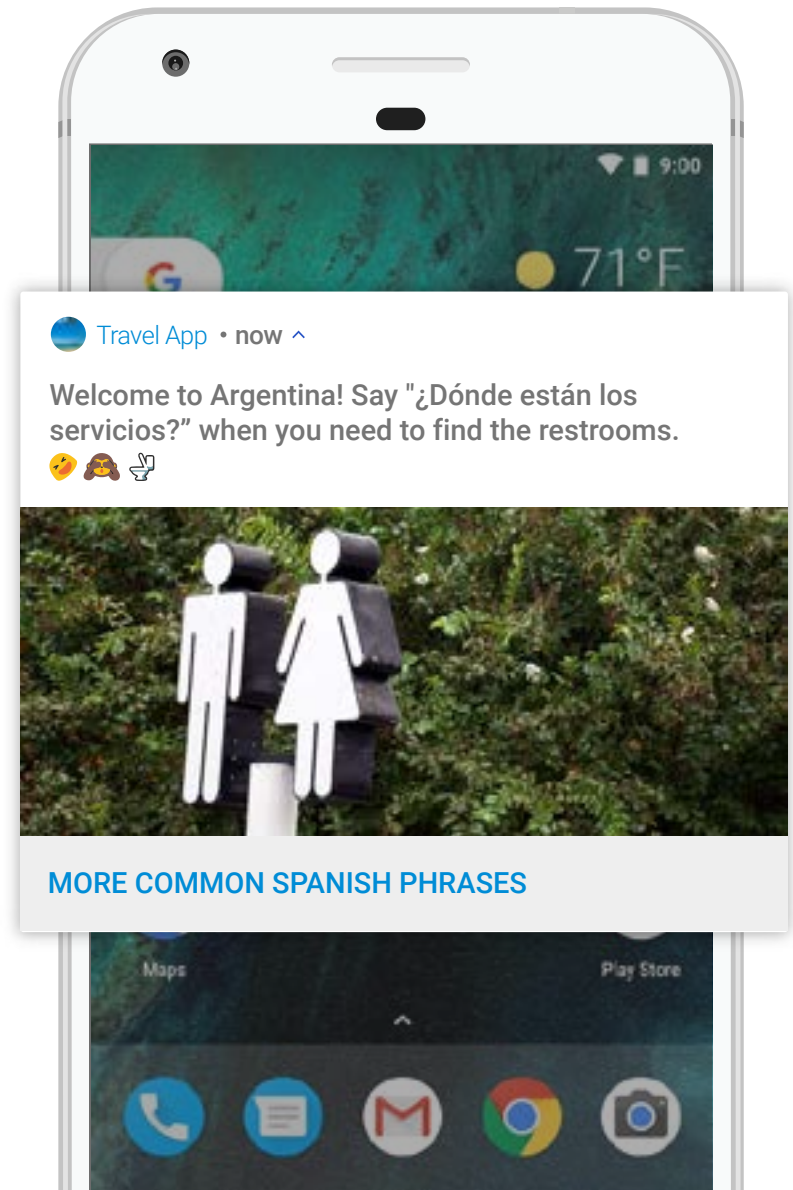 9:00
71°F
Travel App • now
Welcome to Argentina! Say "¿Dónde están los
servicios?” when you need to find the restrooms.
🤣 🙈 🚽
MORE COMMON SPANISH PHRASES
Maps
Play Store